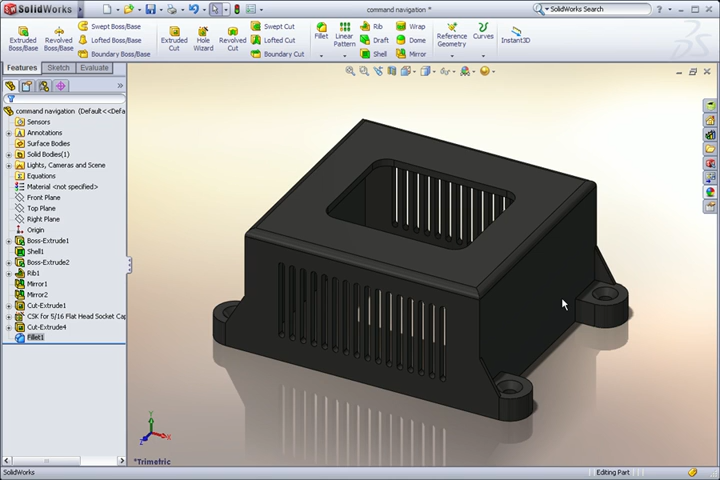 SolidWorks
command navigation *
SolidWorks Search
Extruded Boss/Base
Revolved Boss/Base
Swept Boss/Base
Lofted Boss/Base
Boundary Boss/Base
Extruded Cut
Hole Wizard
Revolved Cut
Swept Cut
Lofted Cut
Boundary Cut
Fillet
Linear Pattern
Rib
Draft
Shell
Wrap
Dome
Mirror
Reference Geometry
Curves
Instant3D
Features
Sketch
Evaluate
command navigation (Default<<Defa
Sensors
Annotations
Surface Bodies
Solid Bodies(1)
Lights, Cameras and Scene
Equations
Material <not specified>
Front Plane
Top Plane
Right Plane
Origin
Boss-Extrude1
Shell1
Boss-Extrude2
Rib1
Mirror1
Mirror2
Cut-Extrude1
CSK for 5/16 Flat Head Socket Cap
Cut-Extrude4
Fillet1
Y
X
Z
*Trimetric
SolidWorks
Editing Part